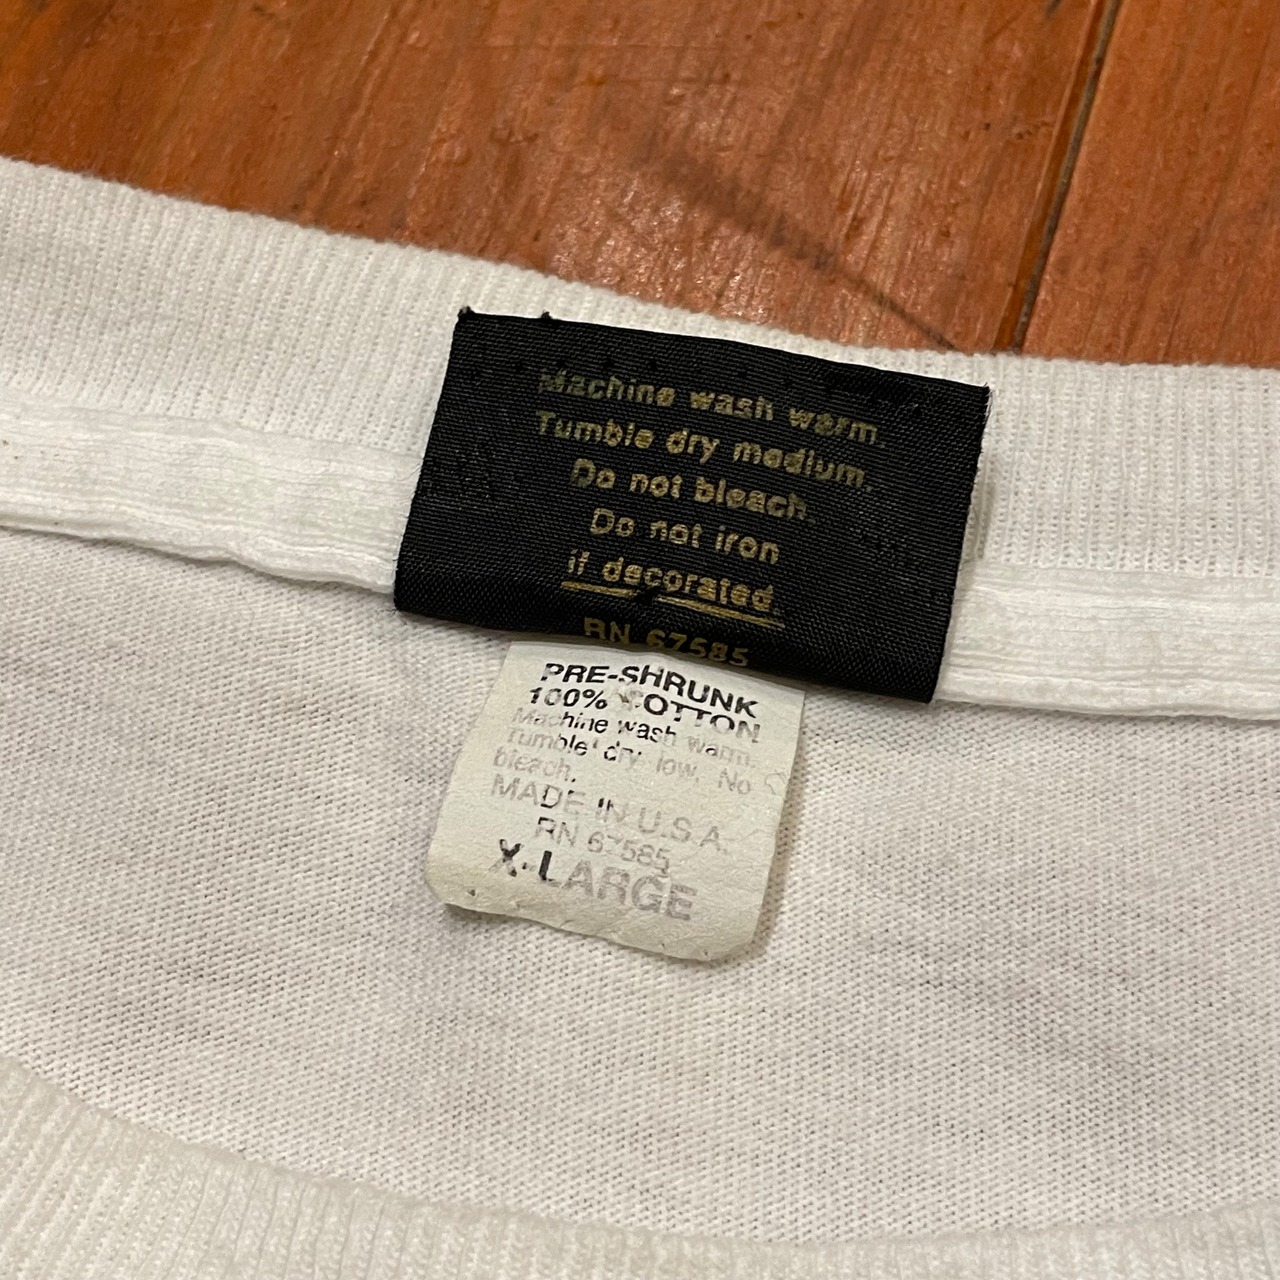 Machine wash warm.
Tumble dry medium.
Do not bleach.
Do not iron
if decorated.
RN 67585
PRE-SHRUNK
100% COTTON
Machine wash warm.
Tumble dry low. No
bleach.
MADE IN U.S.A.
RN 67585
X-LARGE